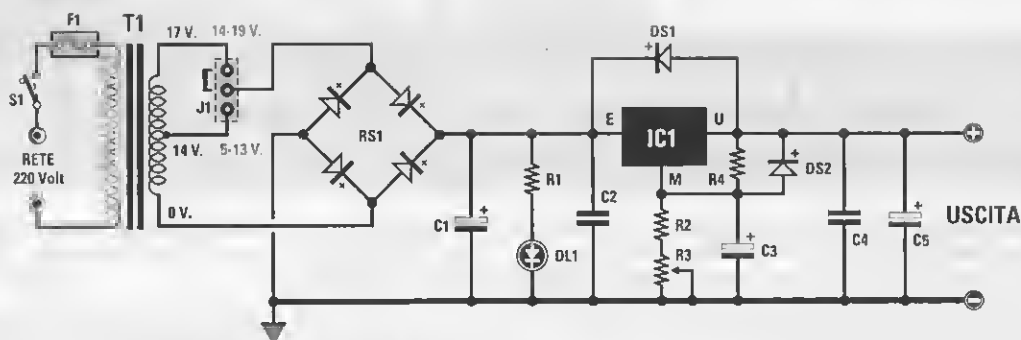 F1
T1
17 V.
14-19 V.
DS1
S1
J1
RS1
E
IC1
U
+
RETE
220 Volt
14 V.
5-13 V.
R1
C2
M
R4
DS2
USCITA
C1
R2
0 V.
DL1
R3
C3
C4
C5
-